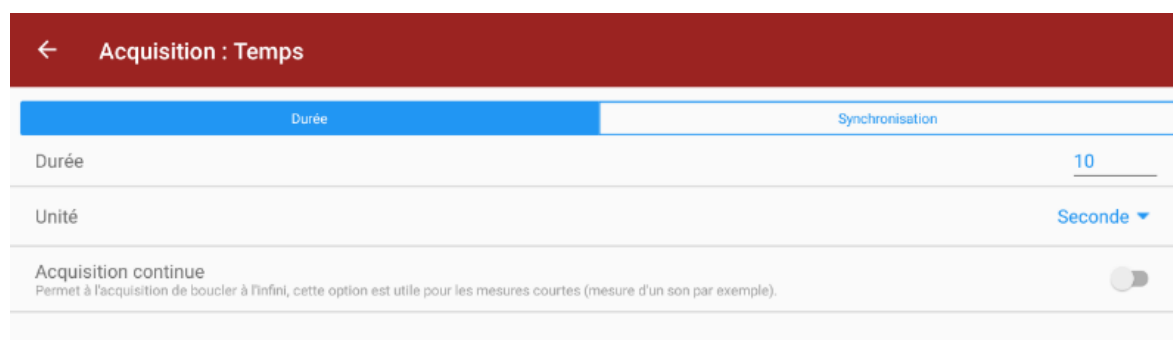 Acquisition : Temps
Durée
Synchronisation
Durée
10
Unité
Seconde
Acquisition continue
Permet à l'acquisition de boucler à l'infini, cette option est utile pour les mesures courtes (mesure d'un son par exemple).